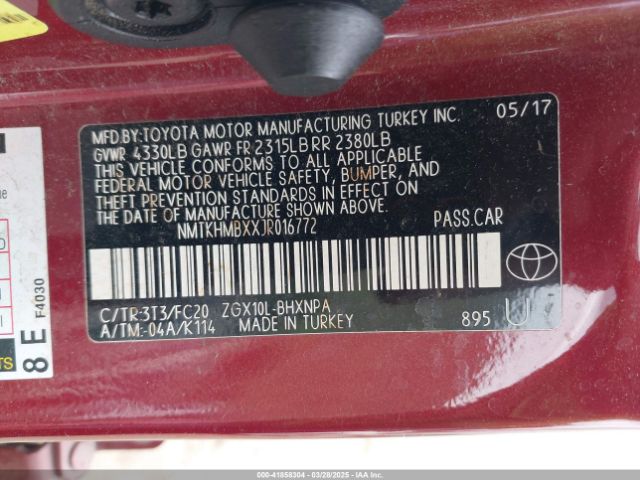 MFD.BY:TOYOTA MOTOR MANUFACTURING TURKEY INC. 05/17
GVWR 4330LB GAWR FR 2315LB RR 2380LB
THIS VEHICLE CONFORMS TO ALL APPLICABLE
FEDERAL MOTOR VEHICLE SAFETY, BUMPER, AND
THEFT PREVENTION STANDARDS IN EFFECT ON
THE DATE OF MANUFACTURE SHOWN ABOVE.
NMTKHMBXXJR016772 PASS.CAR
C/TR:3T3/FC20 ZGX10L-BHXNPA
A/TM:-04A/K114 MADE IN TURKEY 895 U
8 E F4030
000-41858304 | 03/28/2025 | IAA Inc.